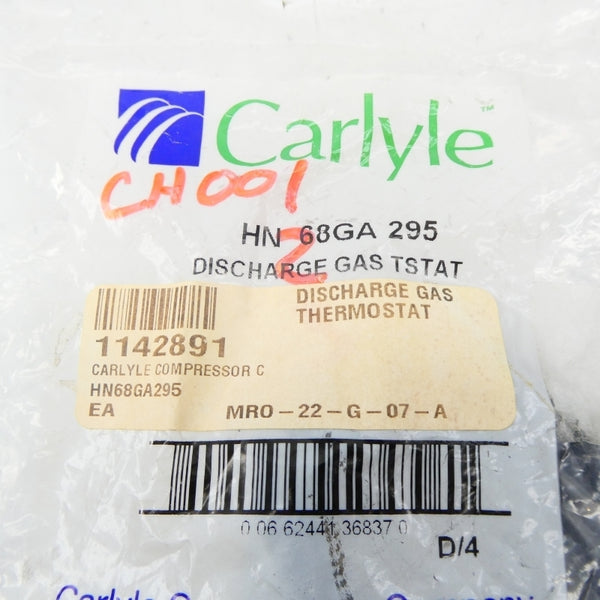 Carlyle™
CH001
2
HN 68GA 295
DISCHARGE GAS TSTAT
DISCHARGE GAS
THERMOSTAT
1142891
CARLYLE COMPRESSOR C
HN68GA295
EA MRO-22-G-07-A
0 06 62441 36837 0
D/4
Carlyle